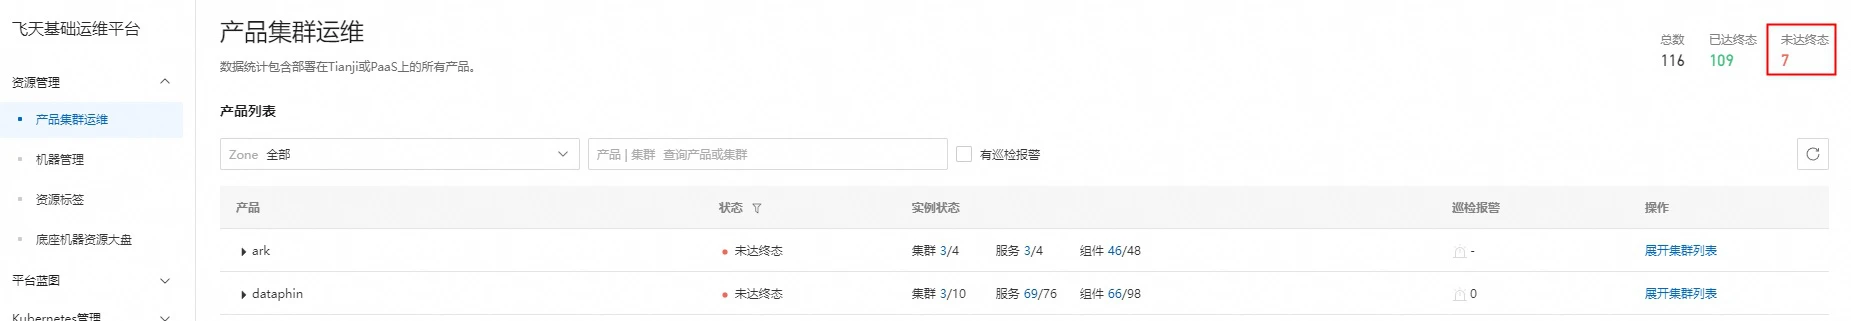 飞天基础运维平台
资源管理
产品集群运维
机器管理
资源标签
底座机器资源大盘
平台蓝图
Kubernetes管理
产品集群运维
数据统计包含部署在Tianji或PaaS上的所有产品。
总数 已达终态 未达终态
116 109 7
产品列表
Zone 全部 产品 | 集群 查询产品或集群 有巡检报警
产品 状态 实例状态 巡检报警 操作
ark 未达终态 集群 3/4 服务 3/4 组件 46/48 - 展开集群列表
dataphin 未达终态 集群 3/10 服务 69/76 组件 66/98 0 展开集群列表